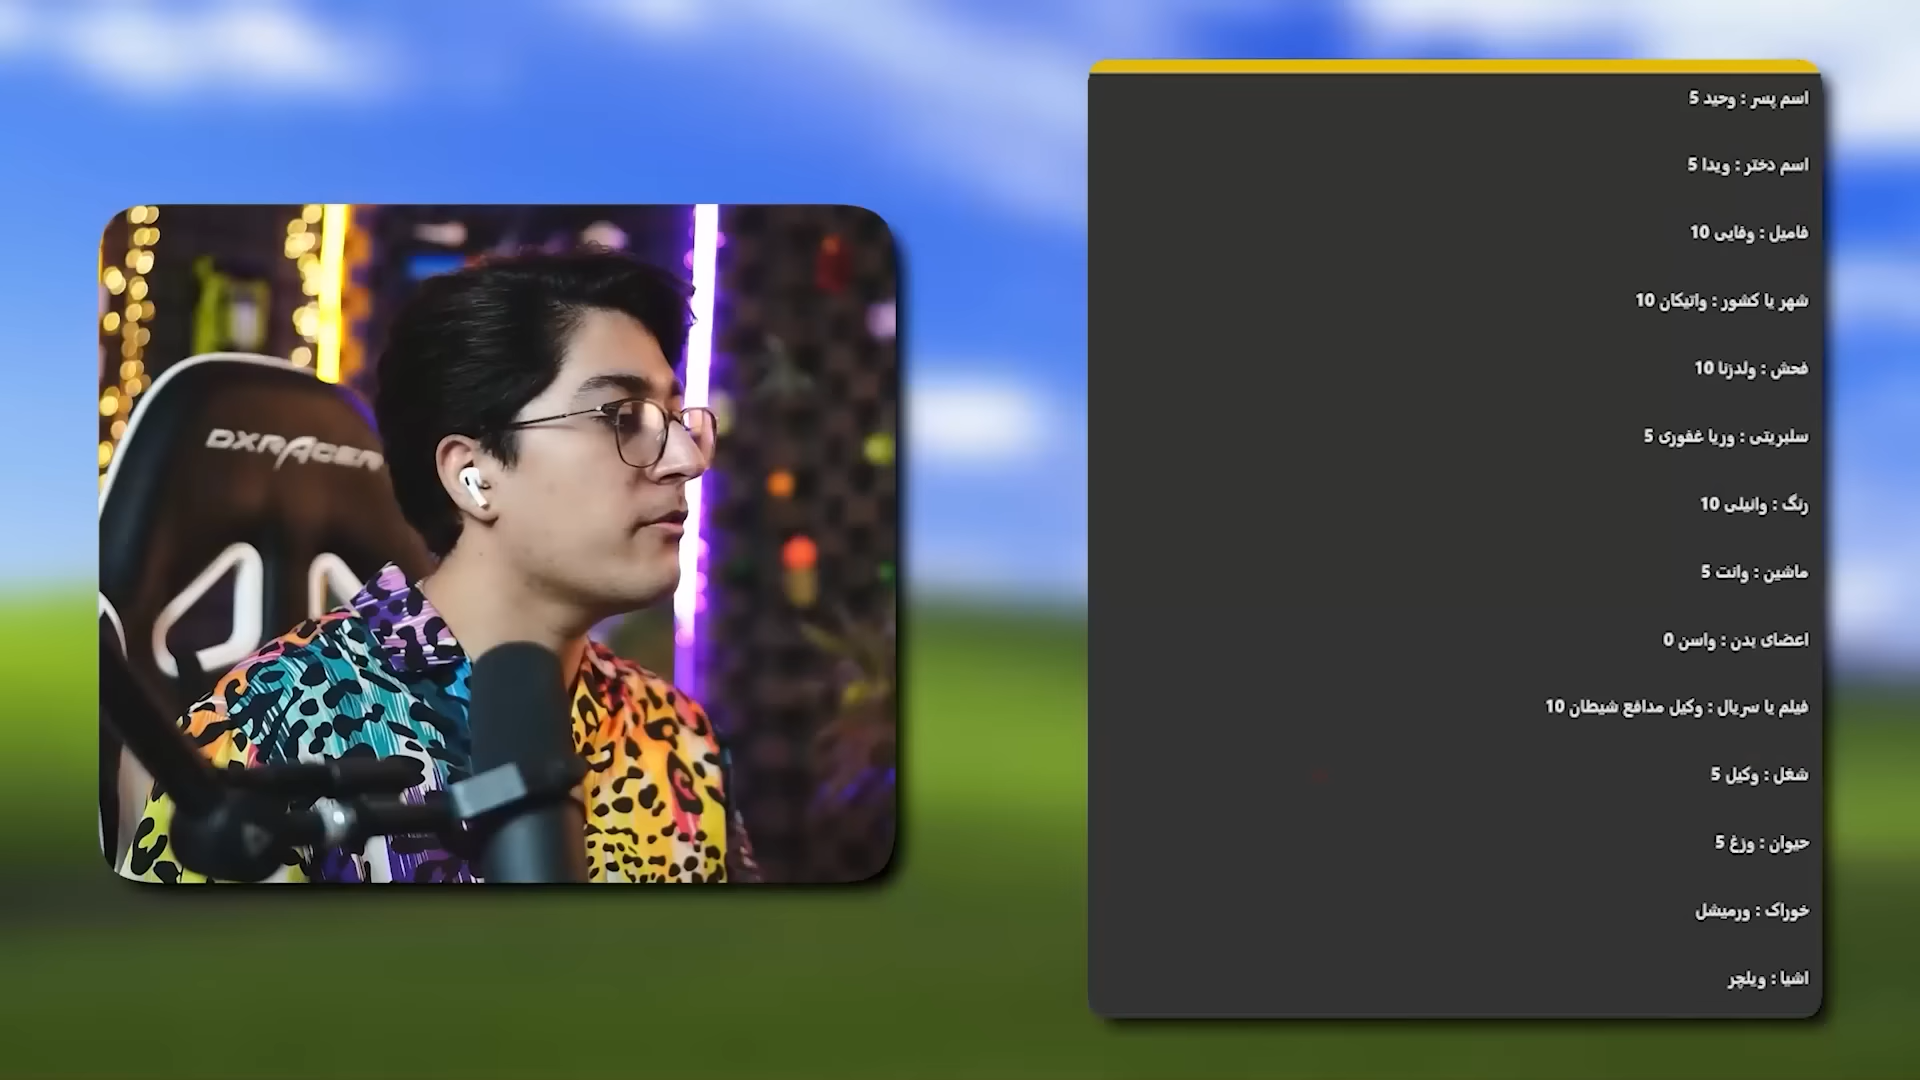 DXRACER
اسم پسر : وحید 5
اسم دختر : ویدا 5
فامیل : وفایی 10
شهر یا کشور : واتیکان 10
فحش : ولدزنا 10
سلبریتی : وریا غفوری 5
رنگ : وانیلی 10
ماشین : وانت 5
اعضای بدن : واسن 0
فیلم یا سریال : وکیل مدافع شیطان 10
شغل : وکیل 5
حیوان : وزغ 5
خوراک : ورمیشل
اشیا : ویلچر